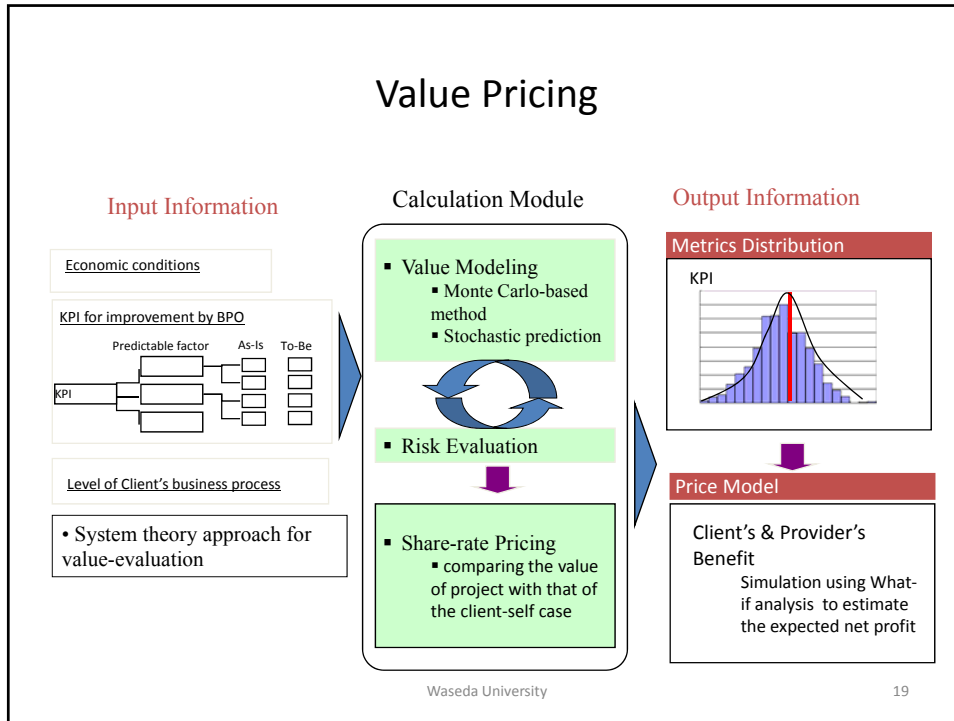 Value Pricing
Input Information
Economic conditions
KPI for improvement by BPO
Predictable factor
As-Is
To-Be
KPI
Level of Client's business process
• System theory approach for
value-evaluation
Calculation Module
▪ Value Modeling
▪ Monte Carlo-based
method
▪ Stochastic prediction
▪ Risk Evaluation
▪ Share-rate Pricing
▪ comparing the value
of project with that of
the client-self case
Output Information
Metrics Distribution
KPI
Price Model
Client's & Provider's
Benefit
Simulation using What-
if analysis to estimate
the expected net profit
Waseda University
19